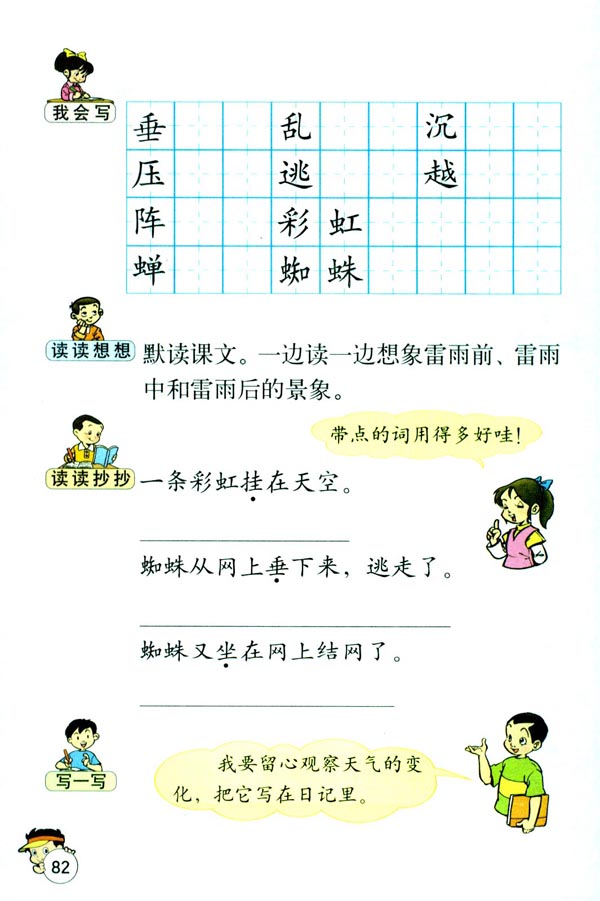 我会写
垂 乱 沉
压 逃 越
阵 彩虹
蝉 蜘蛛
读读想想
默读课文。一边读一边想象雷雨前、雷雨
中和雷雨后的景象。
带点的词用得多好哇！
读读抄抄
一条彩虹挂在天空。
蜘蛛从网上垂下来，逃走了。
蜘蛛又坐在网上结网了。
写一写
我要留心观察天气的变
化，把它写在日记里。
82